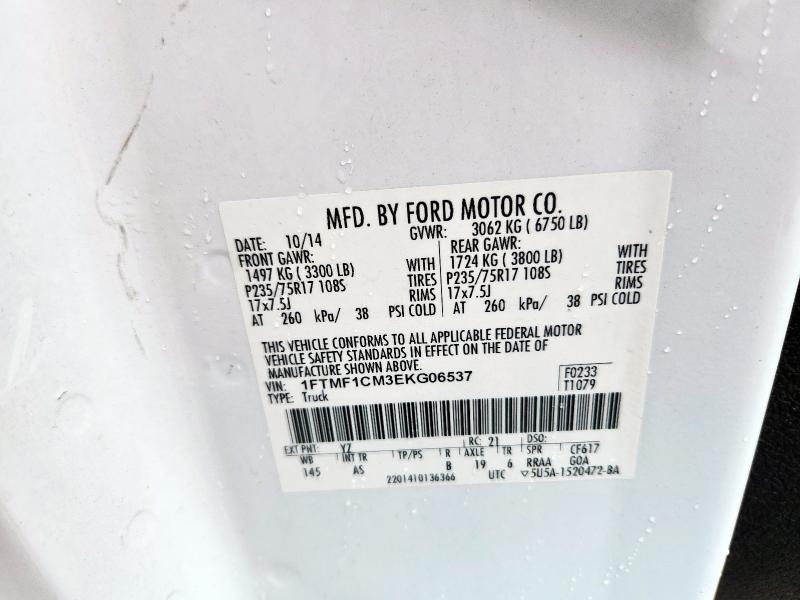 MFD. BY FORD MOTOR CO.
DATE: 10/14 GVWR: 3062 KG ( 6750 LB)
FRONT GAWR: REAR GAWR:
1497 KG ( 3300 LB) WITH 1724 KG ( 3800 LB) WITH
P235/75R17 108S TIRES P235/75R17 108S TIRES
17x7.5J RIMS 17x7.5J RIMS
AT 260 kPa/ 38 PSI COLD AT 260 kPa/ 38 PSI COLD
THIS VEHICLE CONFORMS TO ALL APPLICABLE FEDERAL MOTOR
VEHICLE SAFETY STANDARDS IN EFFECT ON THE DATE OF
MANUFACTURE SHOWN ABOVE.
VIN: 1FTMF1CM3EKG06537 F0233
TYPE: Truck T1079
EXT PNT: YZ RC: 21 DSO:
WB INT TR TP/PS R AXLE TR SPR CF617
145 AS B 19 6 RRAA GOA
2201410136366 UTC ▽5U5A-1520472-BA